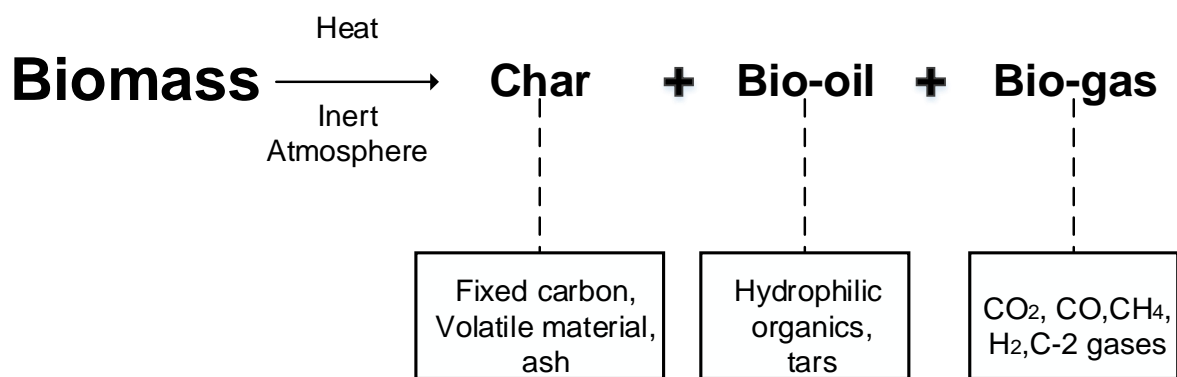 Heat
Biomass
Inert
Atmosphere
Char + Bio-oil + Bio-gas
Fixed carbon,
Volatile material,
ash
Hydrophilic
organics,
tars
CO₂, CO,CH₄,
H₂,C-2 gases